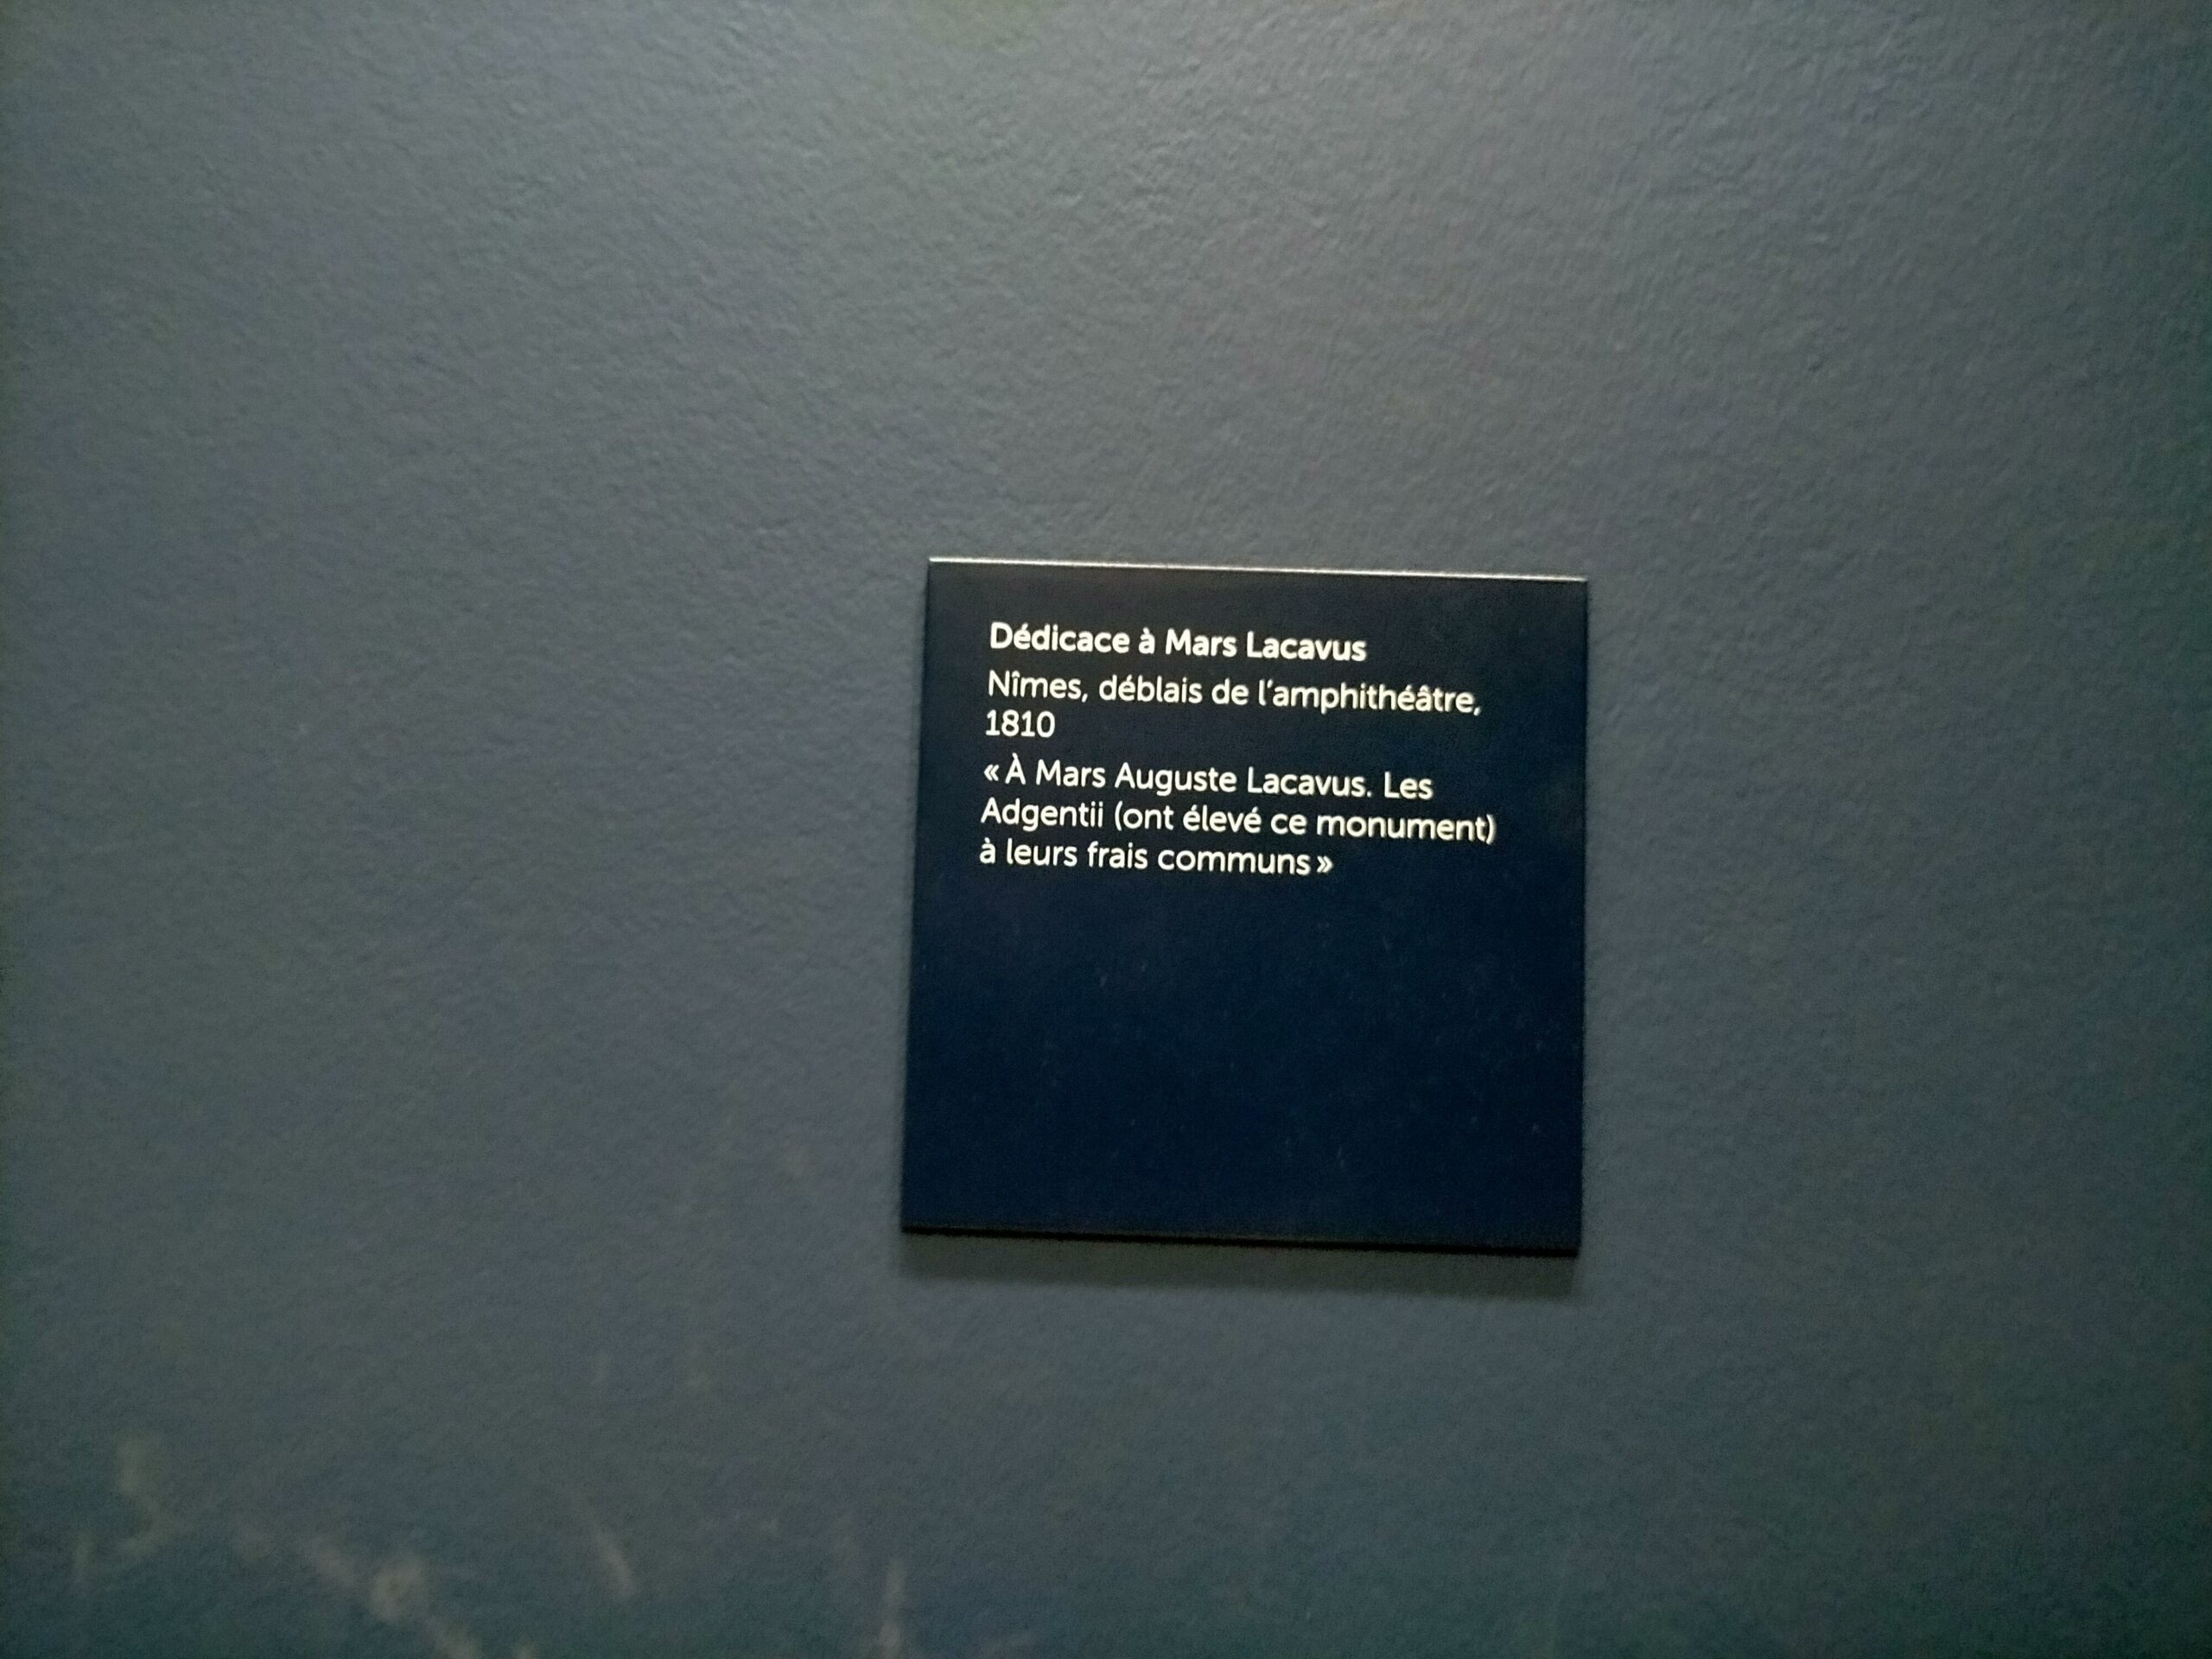 Dédicace à Mars Lacavus
Nîmes, déblais de l'amphithéâtre,
1810
« À Mars Auguste Lacavus. Les
Adgentii (ont élevé ce monument)
à leurs frais communs »